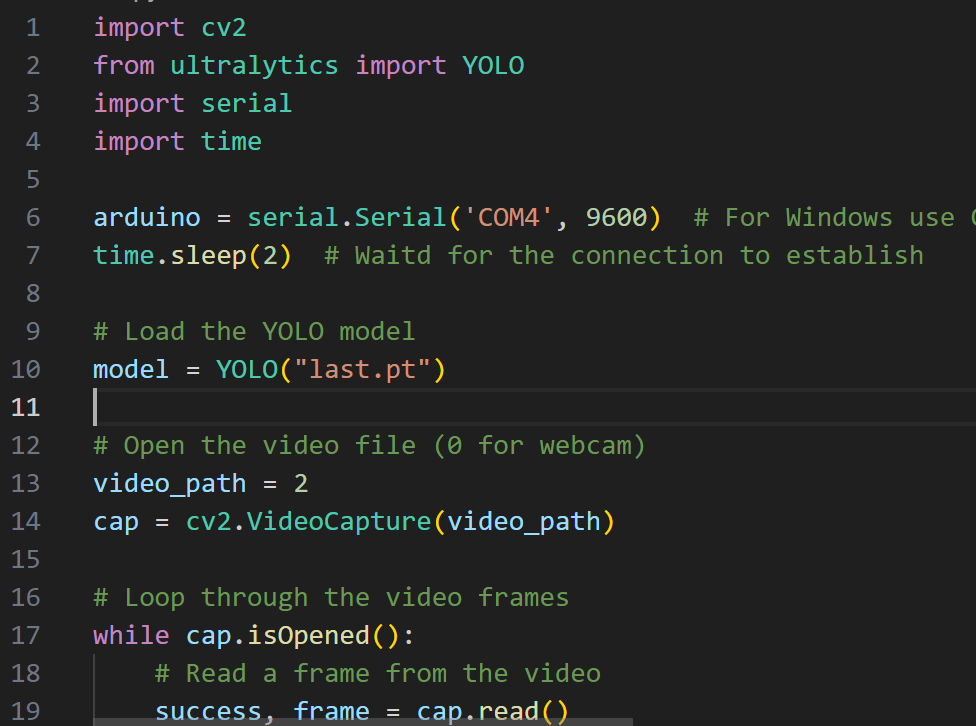 1 import cv2
2 from ultralytics import YOLO
3 import serial
4 import time
5
6 arduino = serial.Serial('COM4', 9600)  # For Windows use
7 time.sleep(2)  # Waitd for the connection to establish
8
9 # Load the YOLO model
10 model = YOLO("last.pt")
11
12 # Open the video file (0 for webcam)
13 video_path = 2
14 cap = cv2.VideoCapture(video_path)
15
16 # Loop through the video frames
17 while cap.isOpened():
18     # Read a frame from the video
19     success, frame = cap.read()